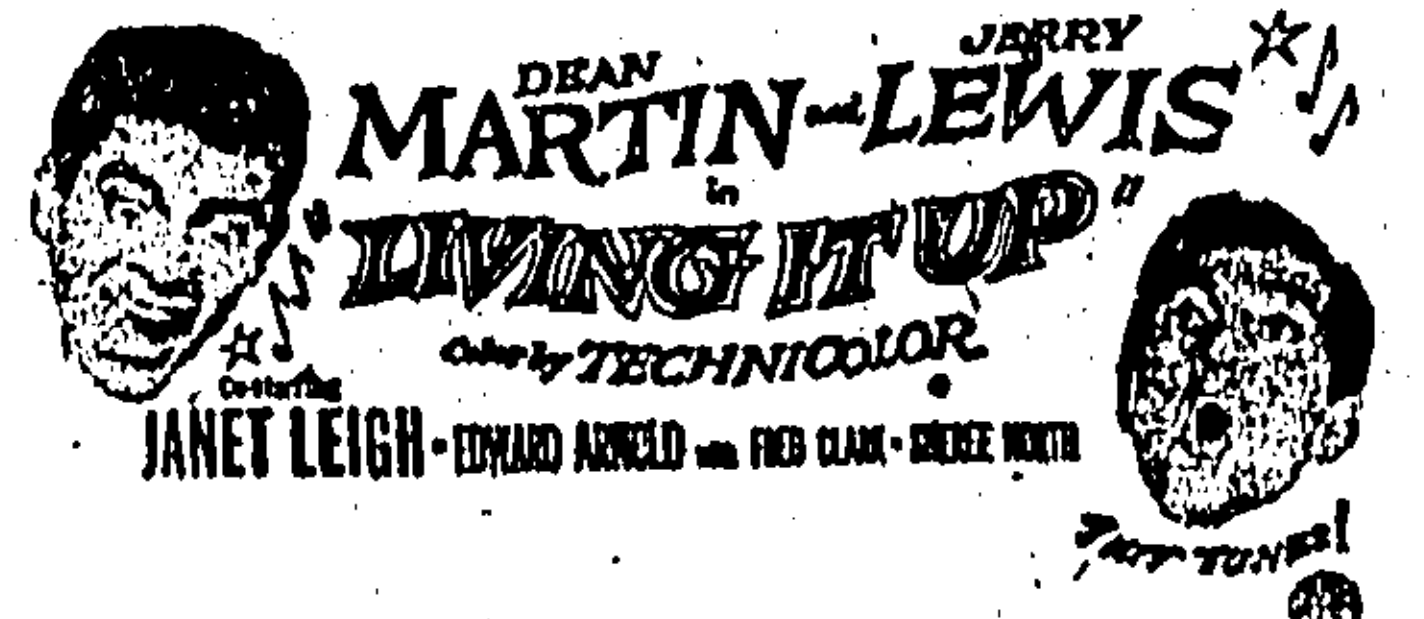 DEAN JERRY
MARTIN and LEWIS
in
"LIVING IT UP"
Color by TECHNICOLOR
Co-starring
JANET LEIGH · EDWARD ARNOLD with FRED CLARK · SHEREE NORTH
HOT TUNES!